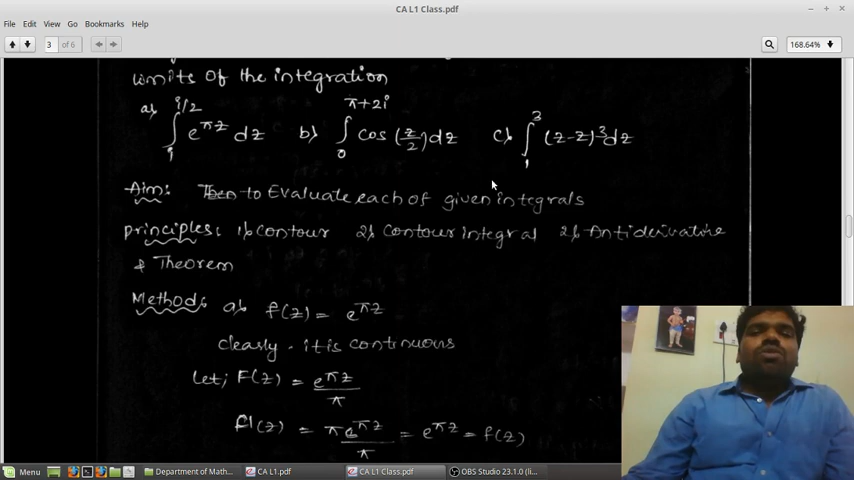 CA L1 Class.pdf
File Edit View Go Bookmarks Help
3 of 6 168.64%
limits of the integration
a) ∫_i^{i/2} e^{πz} dz b) ∫_0^{π+2i} cos (z/2) dz c) ∫_1^3 (z-z)^3 dz
Aim: Then to Evaluate each of given integrals
principles: 1) contour 2) Contour integral 2) Antiderivative
& Theorem
Method: a) f(z) = e^{πz}
clearly. it is continuous
let; F(z) = e^{πz}/π
F'(z) = π e^{πz}/π = e^{πz} = f(z)
Menu Department of Math... CA L1.pdf CA L1 Class.pdf OBS Studio 23.1.0 (li...